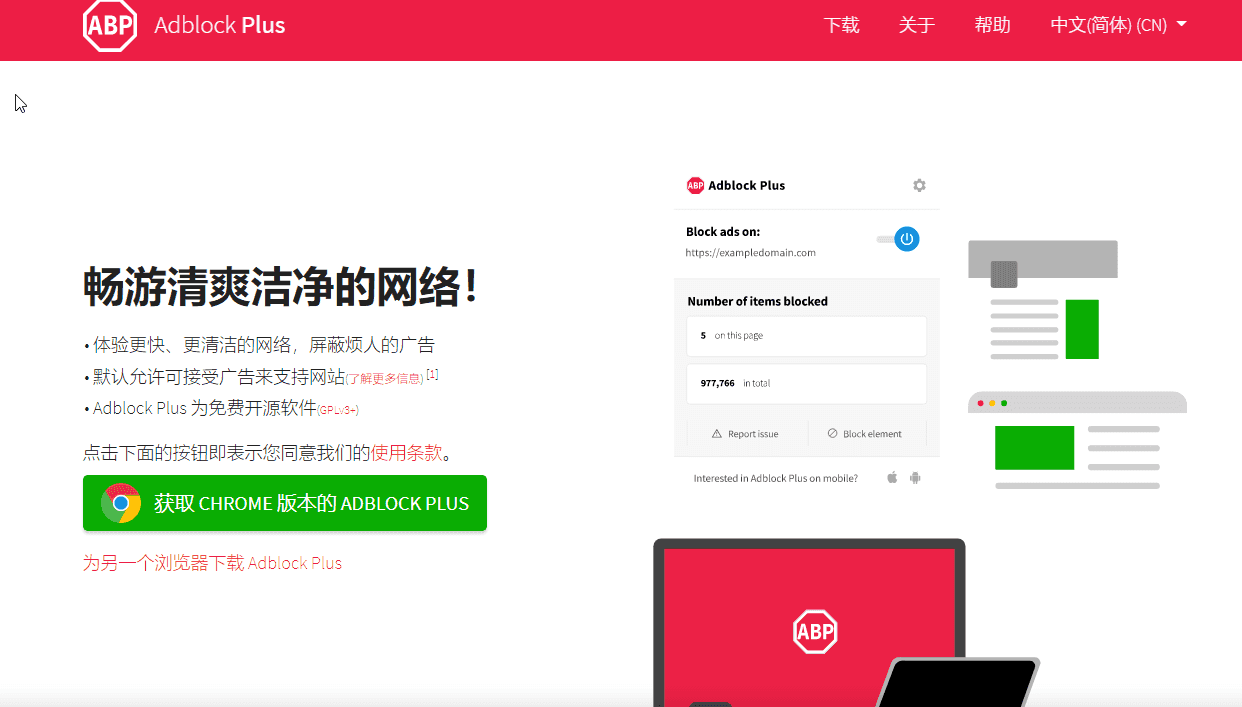 ABP Adblock Plus 下载 关于 帮助 中文(简体) (CN)
畅游清爽洁净的网络！
• 体验更快、更清洁的网络，屏蔽烦人的广告
• 默认允许可接受广告来支持网站(了解更多信息) [1]
• Adblock Plus 为免费开源软件(GPLv3+)
点击下面的按钮即表示您同意我们的使用条款。
获取 CHROME 版本的 ADBLOCK PLUS
为另一个浏览器下载 Adblock Plus
ABP Adblock Plus
Block ads on:
https://exampledomain.com
Number of items blocked
5 on this page
977,766 in total
Report issue Block element
Interested in Adblock Plus on mobile?
ABP